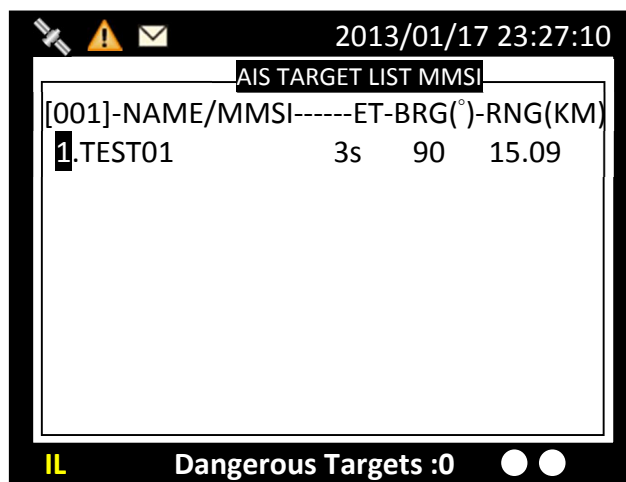 2013/01/17 23:27:10
AIS TARGET LIST MMSI
[001]-NAME/MMSI------ET-BRG(°)-RNG(KM)
1.TEST01 3s 90 15.09
IL Dangerous Targets :0